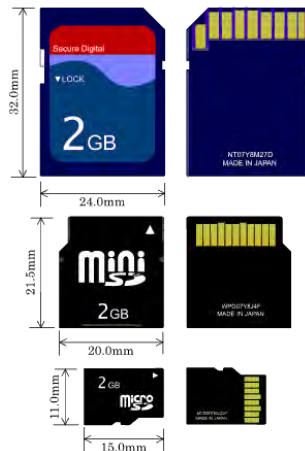 Secure Digital
▼LOCK
2GB
32.0mm
24.0mm
NT07Y8M27D
MADE IN JAPAN
mini
SD
2GB
21.5mm
20.0mm
MADE IN JAPAN
2GB
micro
SD
11.0mm
15.0mm
MADE IN JAPAN